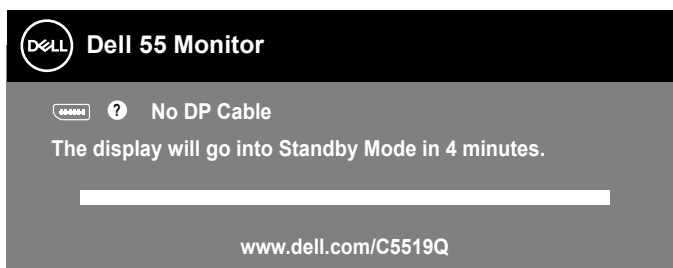 DELL
Dell 55 Monitor
? No DP Cable
The display will go into Standby Mode in 4 minutes.
www.dell.com/C5519Q